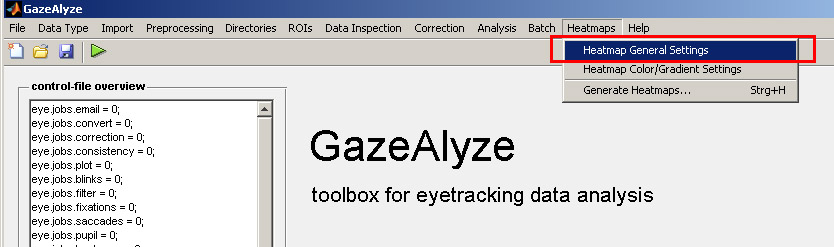 GazeAlyze
File Data Type Import Preprocessing Directories ROIs Data Inspection Correction Analysis Batch Heatmaps Help
Heatmap General Settings
Heatmap Color/Gradient Settings
Generate Heatmaps... Strg+H
control-file overview
eye.jobs.email = 0;
eye.jobs.convert = 0;
eye.jobs.correction = 0;
eye.jobs.consistency = 0;
eye.jobs.plot = 0;
eye.jobs.blinks = 0;
eye.jobs.filter = 0;
eye.jobs.fixations = 0;
eye.jobs.saccades = 0;
eye.jobs.pupil = 0;
GazeAlyze
toolbox for eyetracking data analysis